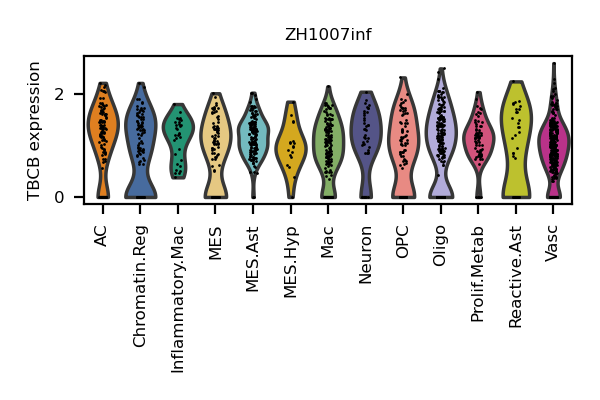 ZH1007inf
TBCB expression
2
0
AC
Chromatin.Reg
Inflammatory.Mac
MES
MES.Ast
MES.Hyp
Mac
Neuron
OPC
Oligo
Prolif.Metab
Reactive.Ast
Vasc